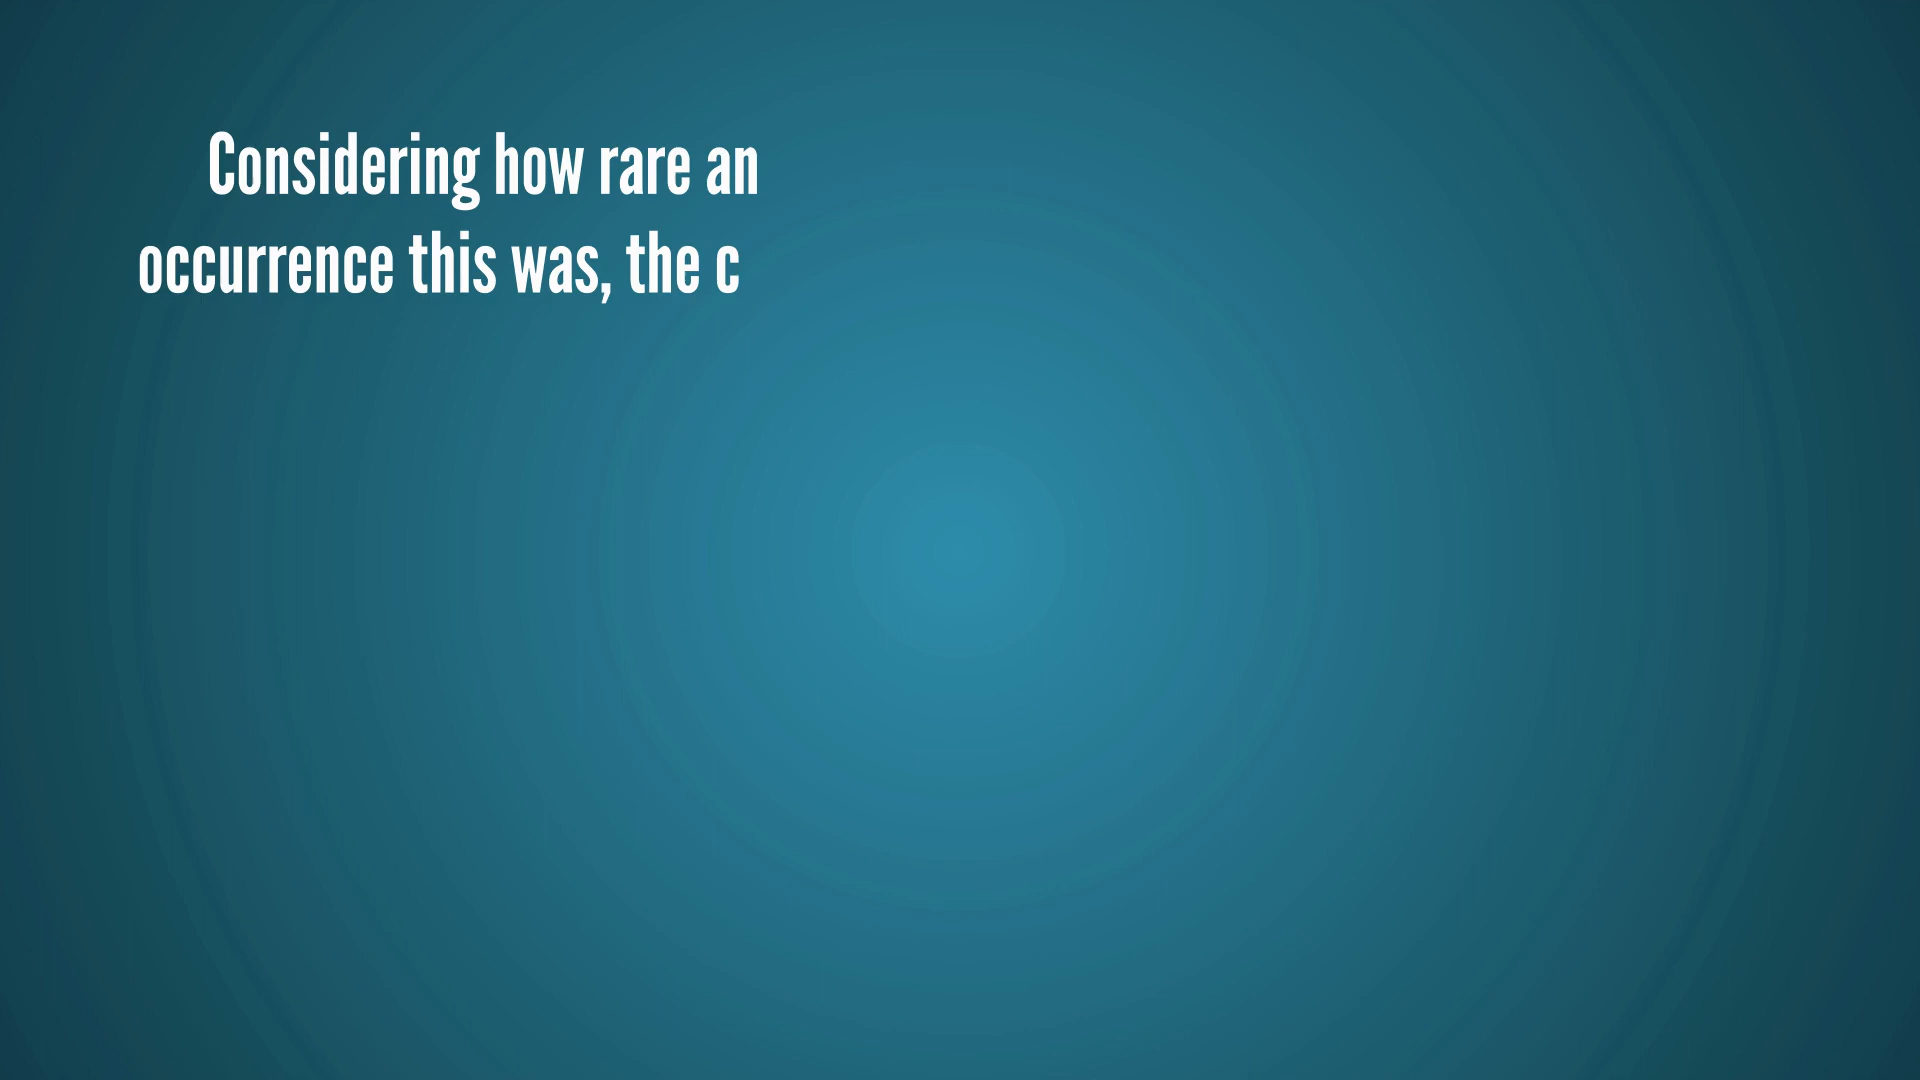 Considering how rare an
occurrence this was, the c